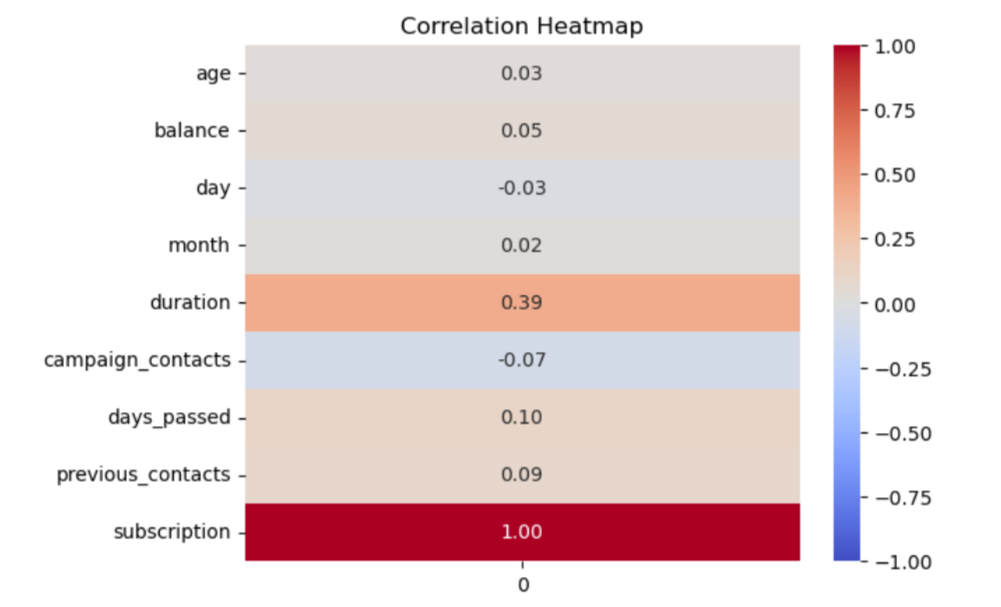 Correlation Heatmap
age 0.03
balance 0.05
day -0.03
month 0.02
duration 0.39
campaign_contacts -0.07
days_passed 0.10
previous_contacts 0.09
subscription 1.00
0
1.00
0.75
0.50
0.25
0.00
−0.25
−0.50
−0.75
−1.00